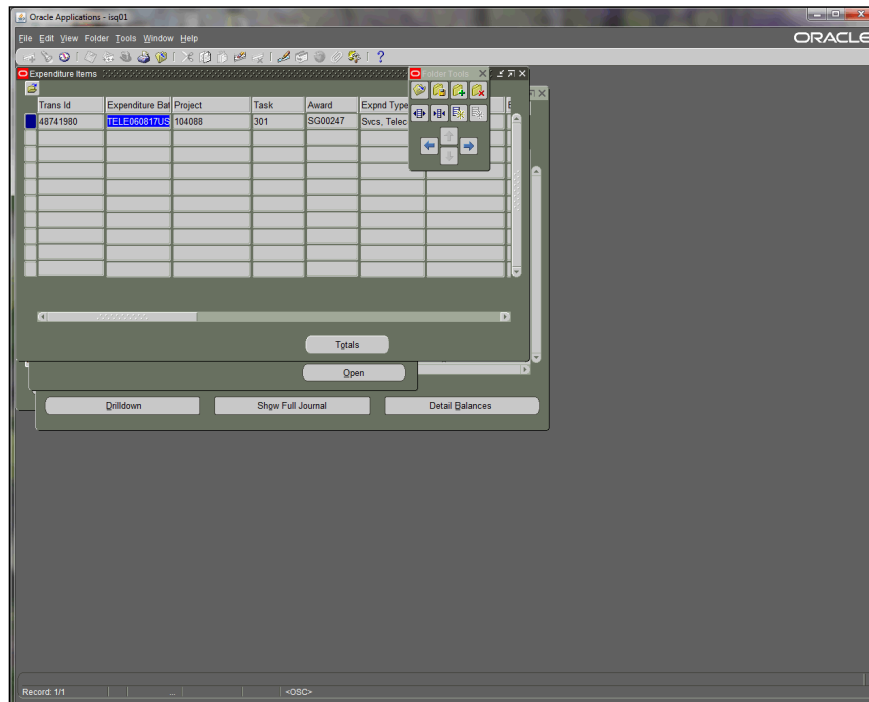 Oracle Applications - isq01
File Edit View Folder Tools Window Help
ORACLE
Expenditure Items
Folder Tools
Trans Id Expenditure Bat Project Task Award Expnd Type
48741980 TELE060817US 104088 301 SG00247 Svcs, Telec
Totals
Open
Drilldown Show Full Journal Detail Balances
Record: 1/1 ... <OSC>